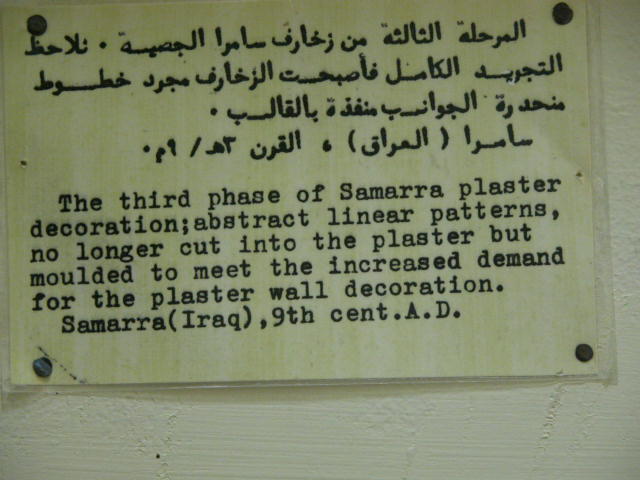 المرحلة الثالثة من زخارف سامرا الجصية . نلاحظ
التجريد الكامل فأصبحت الزخارف مجرد خطوط
منحدرة الجوانب منفذة بالقالب .
سامرا ( العراق ) ، القرن ٣هـ / ٩م.
The third phase of Samarra plaster
decoration;abstract linear patterns,
no longer cut into the plaster but
moulded to meet the increased demand
for the plaster wall decoration.
Samarra(Iraq),9th cent.A.D.